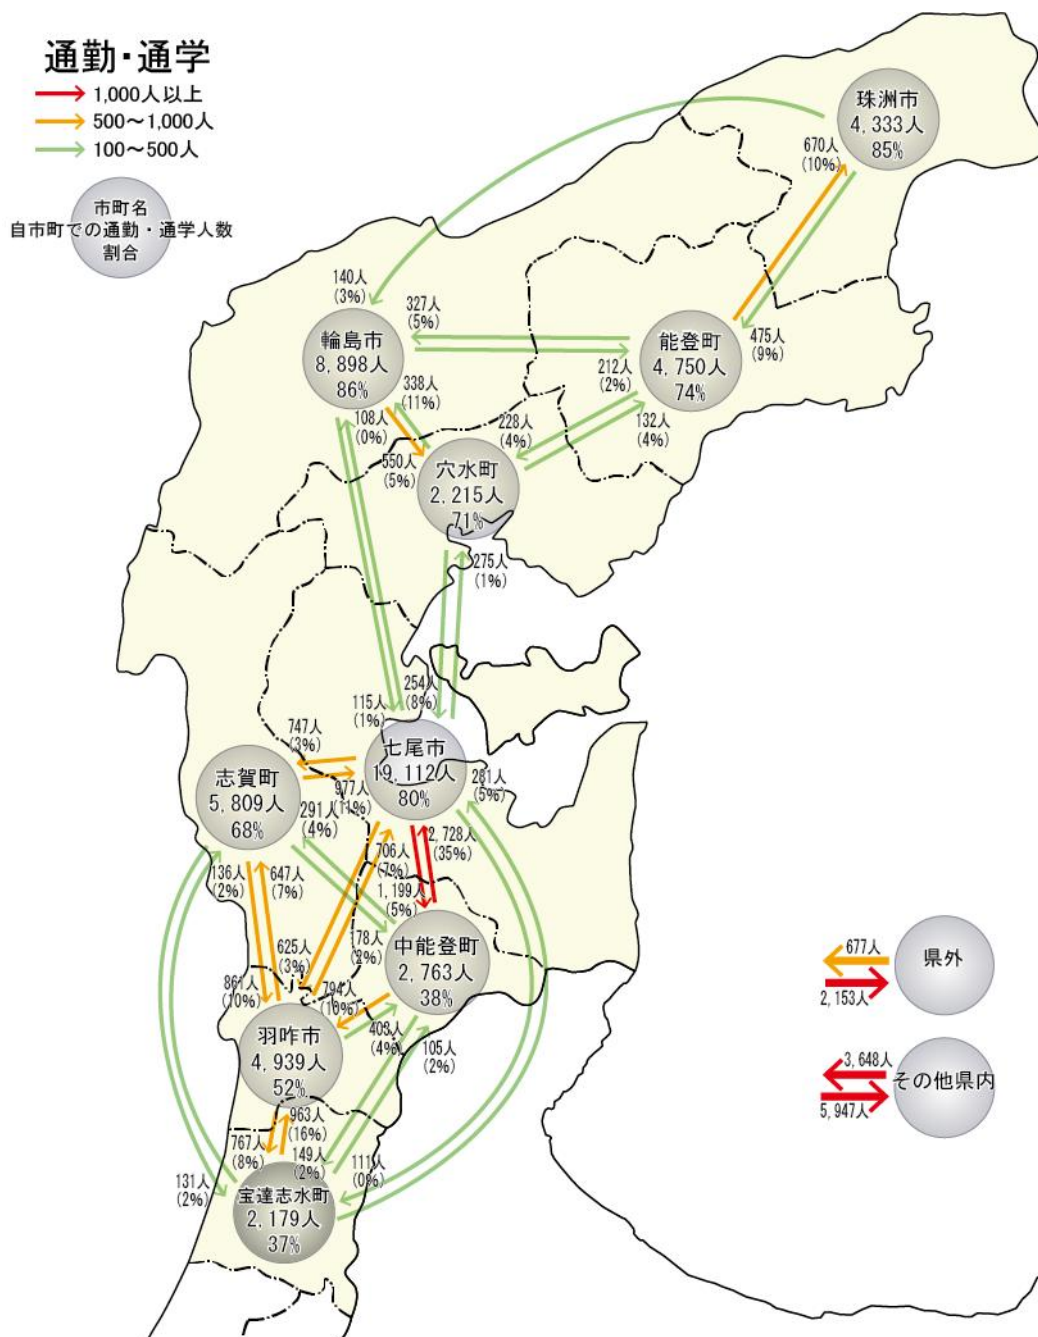 通勤・通学
1,000人以上
500～1,000人
100～500人
市町名
自市町での通勤・通学人数
割合
珠洲市
4,333人
85%
670人
(10%)
475人
(9%)
140人
(3%)
327人
(5%)
輪島市
8,898人
86%
能登町
4,750人
74%
212人
(2%)
338人
(11%)
108人
(0%)
228人
(4%)
132人
(4%)
550人
(5%)
穴水町
2,215人
71%
275人
(1%)
254人
(8%)
115人
(1%)
747人
(3%)
七尾市
19,112人
80%
281人
(5%)
志賀町
5,809人
68%
977人
(11%)
291人
(4%)
706人
(7%)
2,728人
(35%)
1,199人
(5%)
136人
(2%)
647人
(7%)
178人
(2%)
中能登町
2,763人
38%
625人
(3%)
861人
(10%)
794人
(10%)
羽咋市
4,939人
52%
403人
(4%)
105人
(2%)
963人
(16%)
767人
(8%)
149人
(2%)
111人
(0%)
131人
(2%)
宝達志水町
2,179人
37%
677人
県外
2,153人
3,648人
その他県内
5,947人